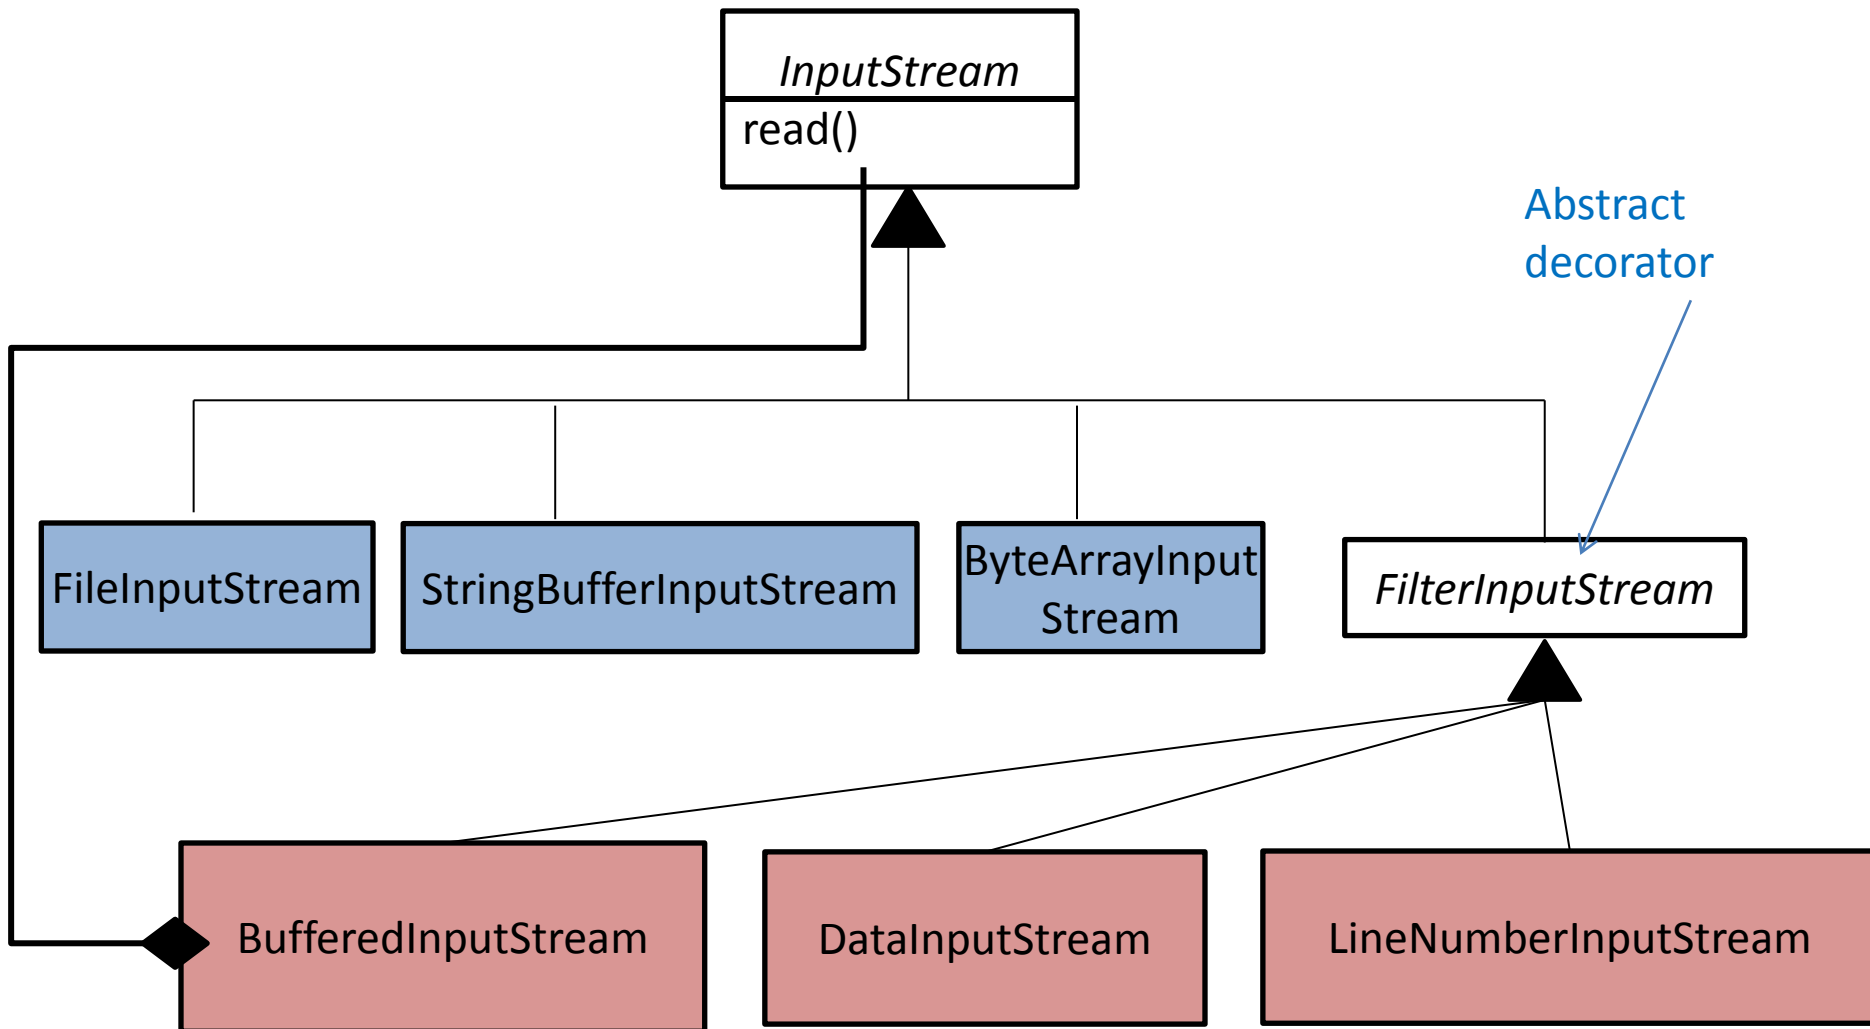 InputStream
read()
Abstract
decorator
FileInputStream
StringBufferInputStream
ByteArrayInput
Stream
FilterInputStream
BufferedInputStream
DataInputStream
LineNumberInputStream